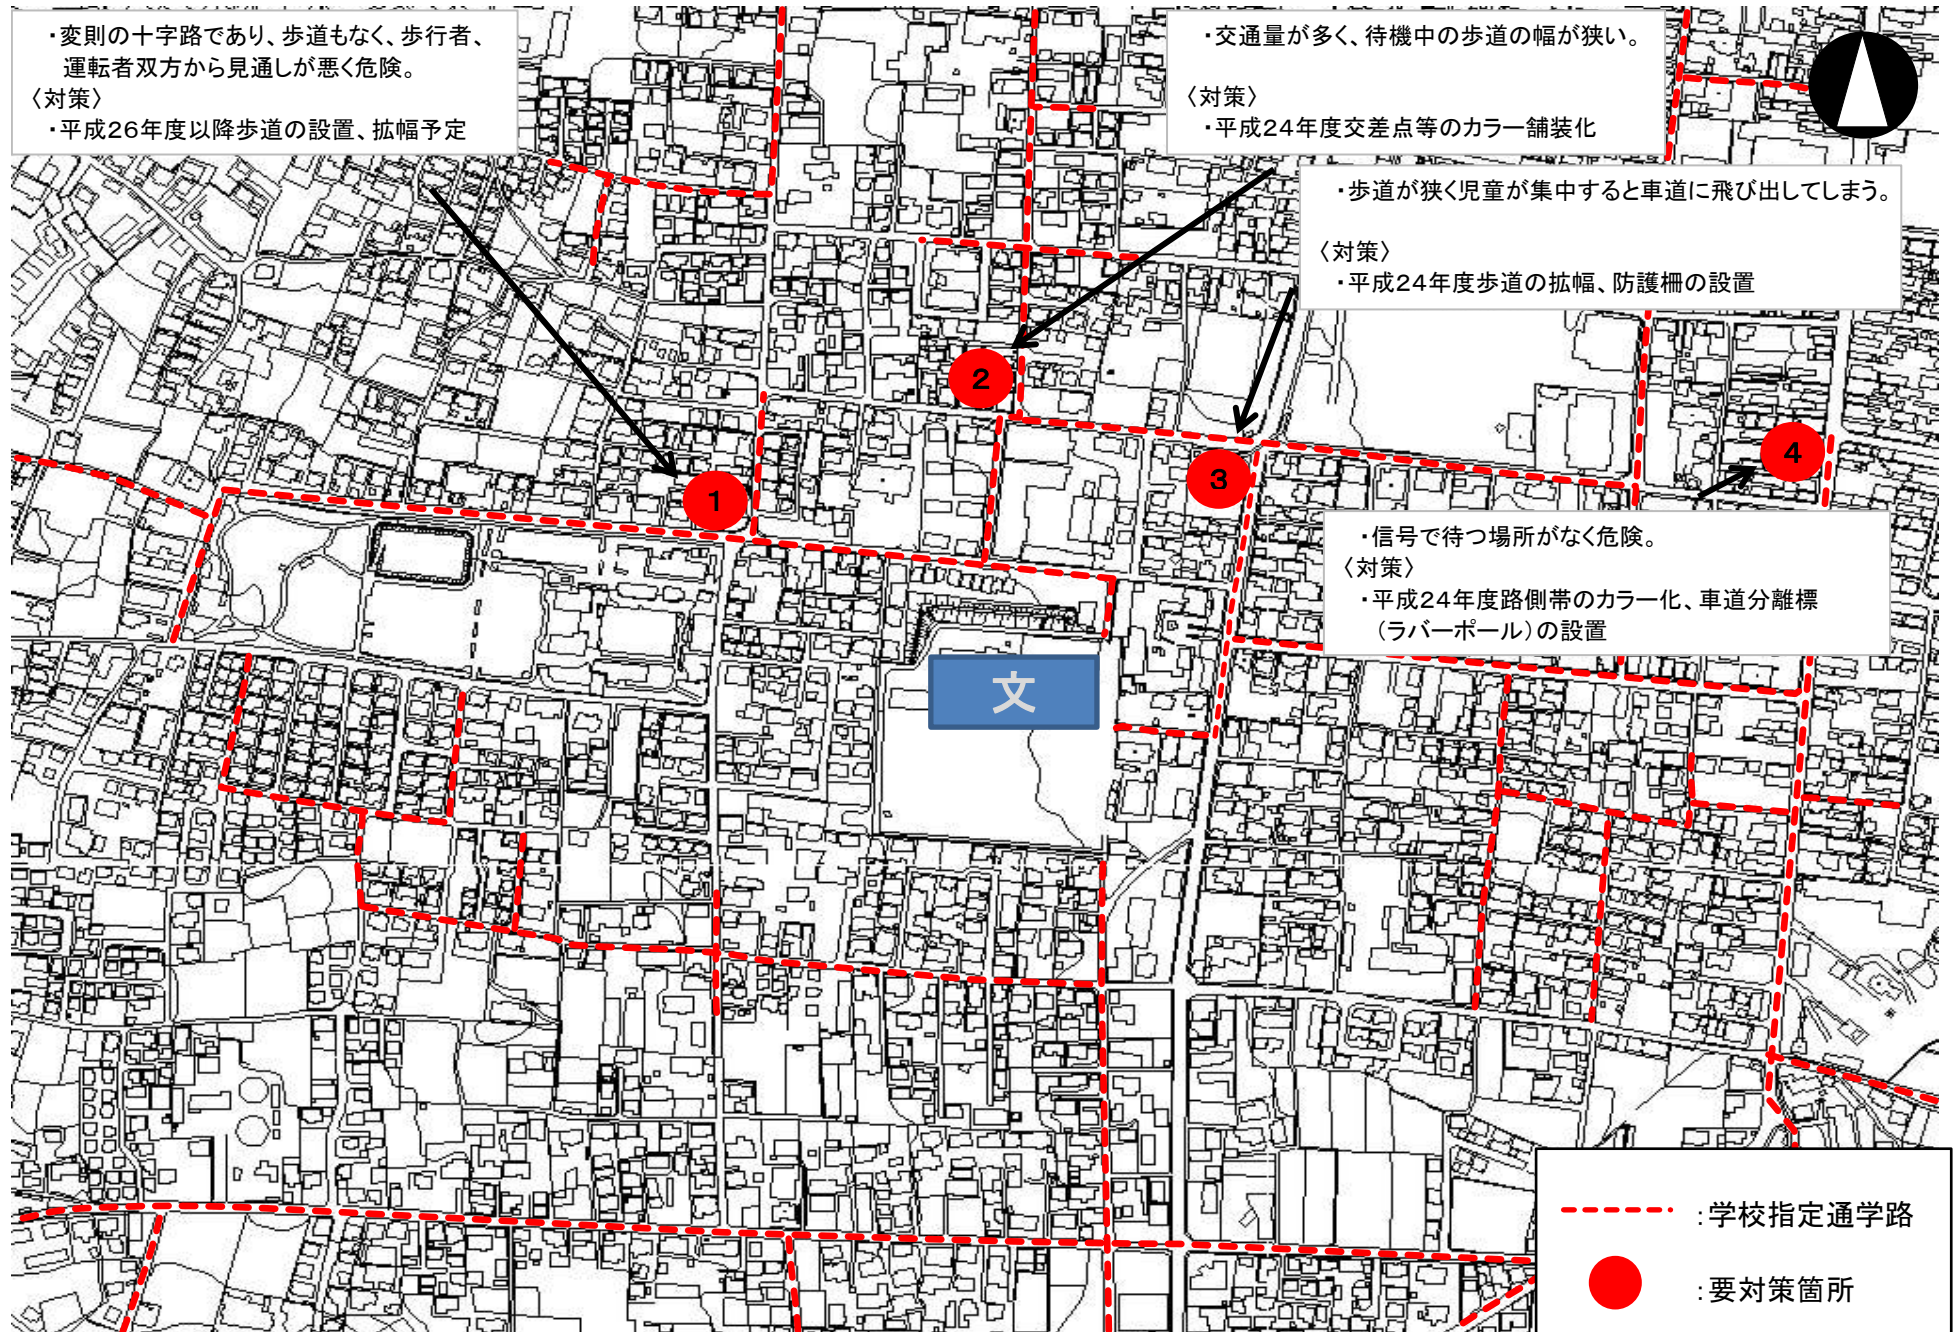 ・変則の十字路であり、歩道もなく、歩行者、
運転者双方から見通しが悪く危険。
〈対策〉
・平成26年度以降歩道の設置、拡幅予定
・交通量が多く、待機中の歩道の幅が狭い。
〈対策〉
・平成24年度交差点等のカラー舗装化
・歩道が狭く児童が集中すると車道に飛び出してしまう。
〈対策〉
・平成24年度歩道の拡幅、防護柵の設置
2
4
3
1
・信号で待つ場所がなく危険。
〈対策〉
・平成24年度路側帯のカラー化、車道分離標
(ラバーポール)の設置
文
:学校指定通学路
:要対策箇所